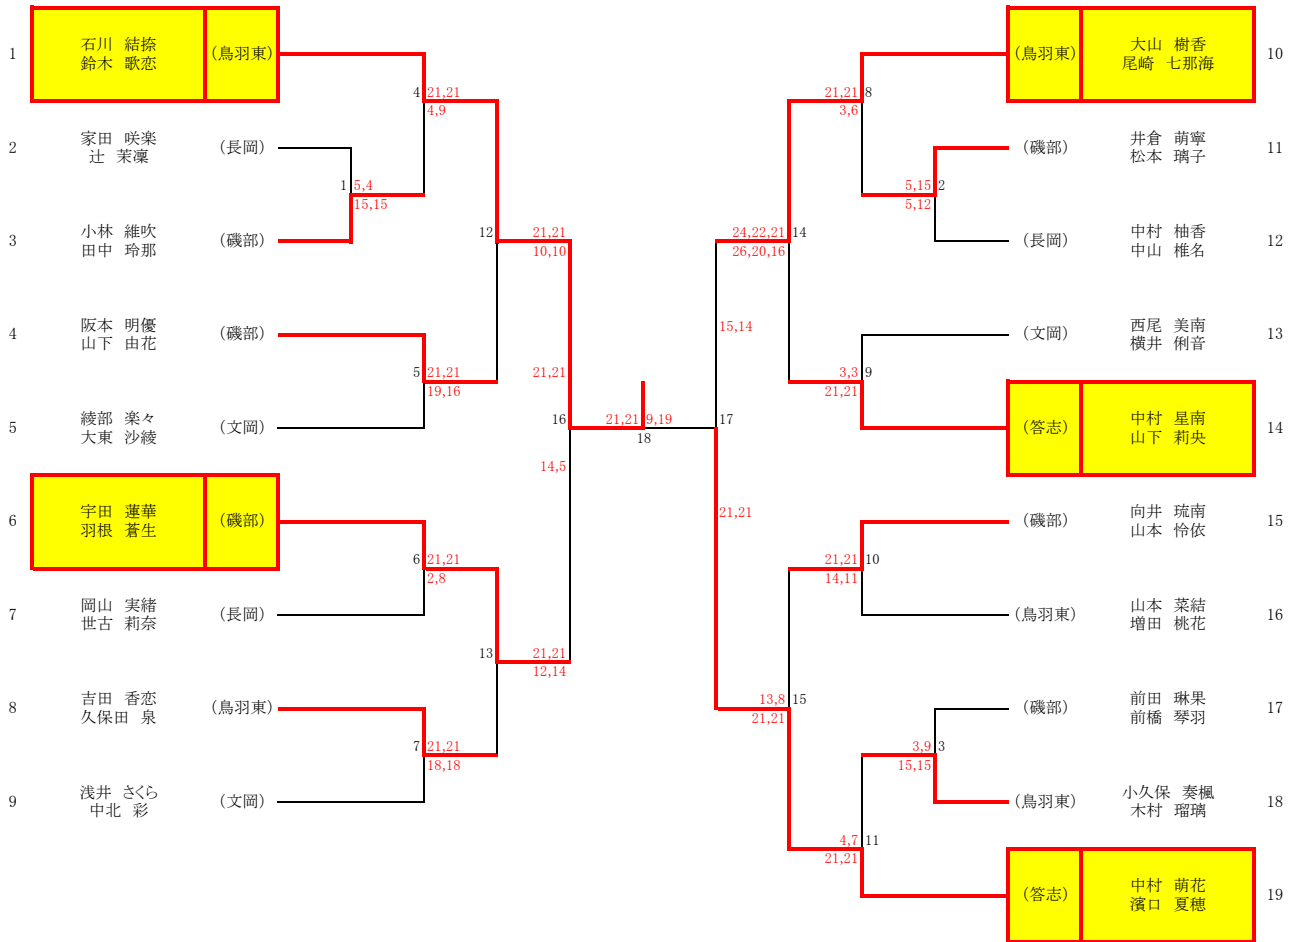 1
石川 結捺
鈴木 歌恋
(鳥羽東)
2
家田 咲楽
辻 茉凜
(長岡)
3
小林 維吹
田中 玲那
(磯部)
4
阪本 明優
山下 由花
(磯部)
5
綾部 楽々
大東 沙綾
(文岡)
6
宇田 蓮華
羽根 蒼生
(磯部)
7
岡山 実緒
世古 莉奈
(長岡)
8
吉田 香恋
久保田 泉
(鳥羽東)
9
浅井 さくら
中北 彩
(文岡)
4 21,21
4,9
1 5,4
15,15
5 21,21
19,16
6 21,21
2,8
7 21,21
18,18
12 21,21
10,10
13 21,21
12,14
21,21
16
14,5
21,21 9,19
18
15,14
17
21,21
24,22,21 14
26,20,16
13,8 15
21,21
21,21 8
3,6
5,15 2
5,12
3,3 9
21,21
21,21 10
14,11
3,9 3
15,15
4,7 11
21,21
(鳥羽東)
大山 樹香
尾崎 七那海
10
(磯部)
井倉 萌寧
松本 璃子
11
(長岡)
中村 柚香
中山 椎名
12
(文岡)
西尾 美南
横井 俐音
13
(答志)
中村 星南
山下 莉央
14
(磯部)
向井 琉南
山本 怜依
15
(鳥羽東)
山本 菜結
増田 桃花
16
(磯部)
前田 琳果
前橋 琴羽
17
(鳥羽東)
小久保 奏楓
木村 瑠璃
18
(答志)
中村 萌花
濱口 夏穂
19